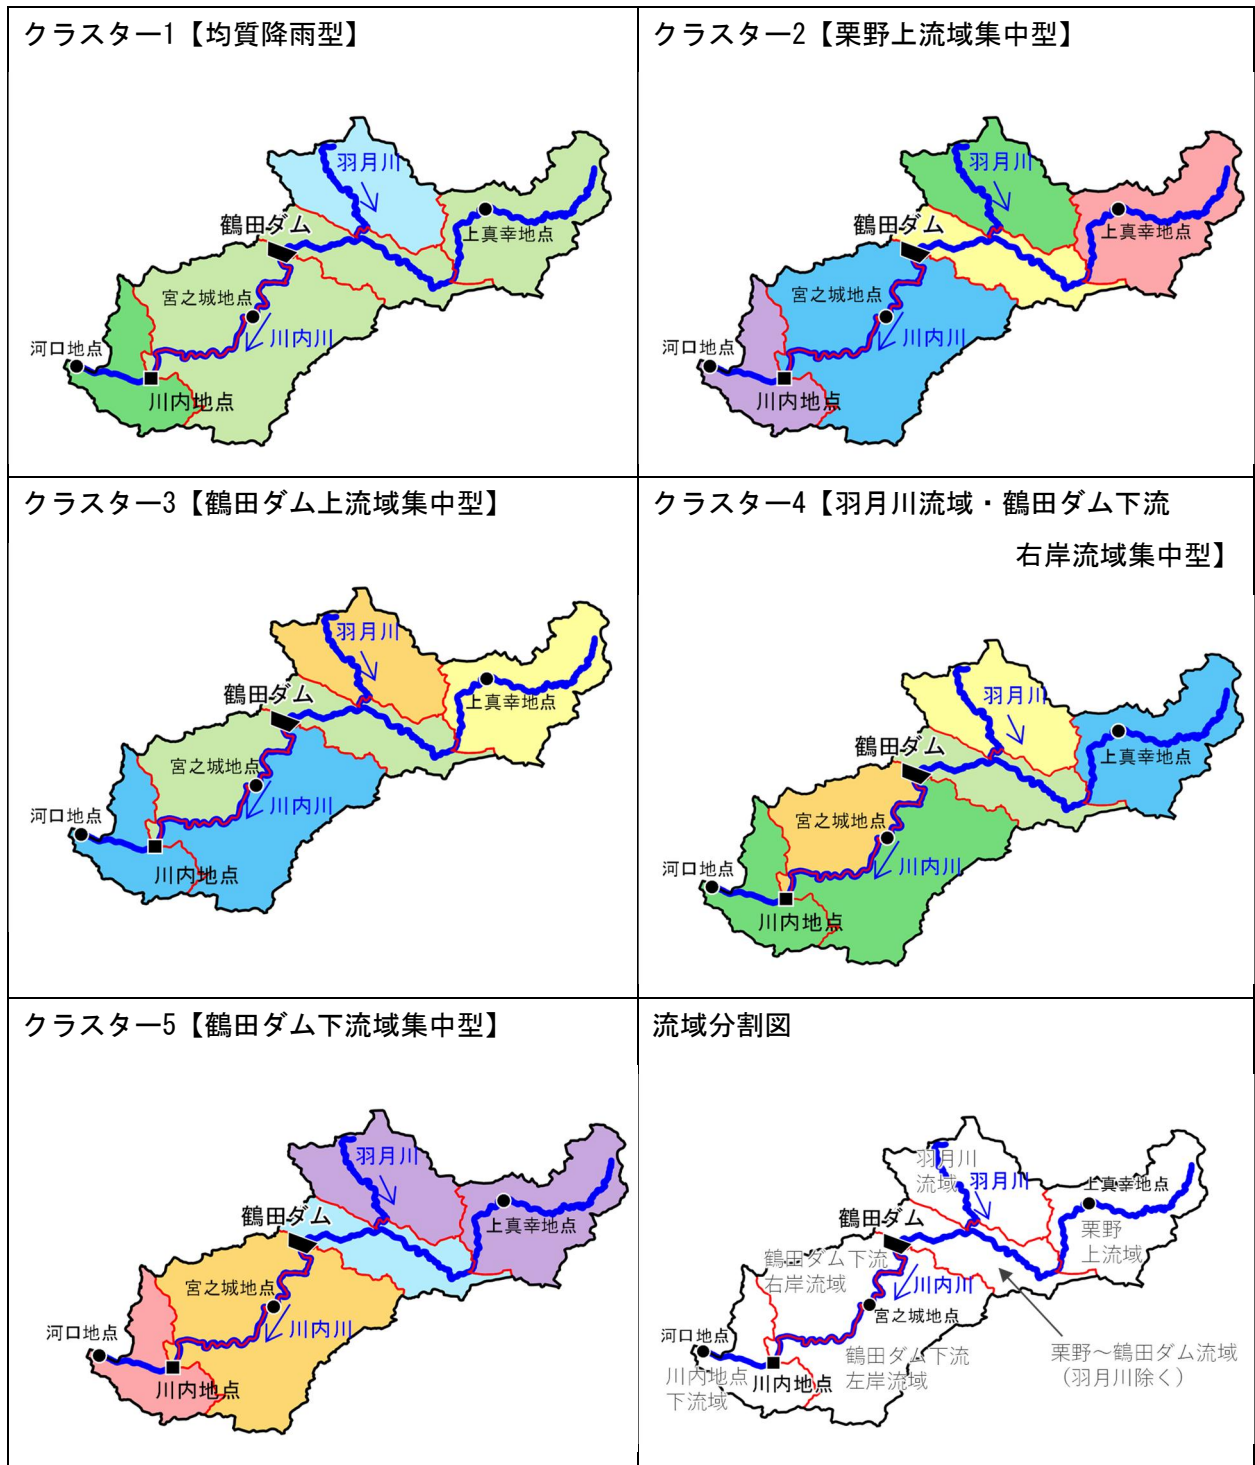 クラスター1【均質降雨型】
羽月川
鶴田ダム
上真幸地点
宮之城地点
川内川
河口地点
川内地点
クラスター2【栗野上流域集中型】
羽月川
鶴田ダム
上真幸地点
宮之城地点
川内川
河口地点
川内地点
クラスター3【鶴田ダム上流域集中型】
羽月川
鶴田ダム
上真幸地点
宮之城地点
川内川
河口地点
川内地点
クラスター4【羽月川流域・鶴田ダム下流
右岸流域集中型】
羽月川
鶴田ダム
上真幸地点
宮之城地点
川内川
河口地点
川内地点
クラスター5【鶴田ダム下流域集中型】
羽月川
鶴田ダム
上真幸地点
宮之城地点
川内川
河口地点
川内地点
流域分割図
羽月川
流域
羽月川
上真幸地点
鶴田ダム
栗野
上流域
鶴田ダム下流
右岸流域
川内川
宮之城地点
河口地点
鶴田ダム下流
左岸流域
栗野～鶴田ダム流域
（羽月川除く）
川内地点
下流域
川内地点